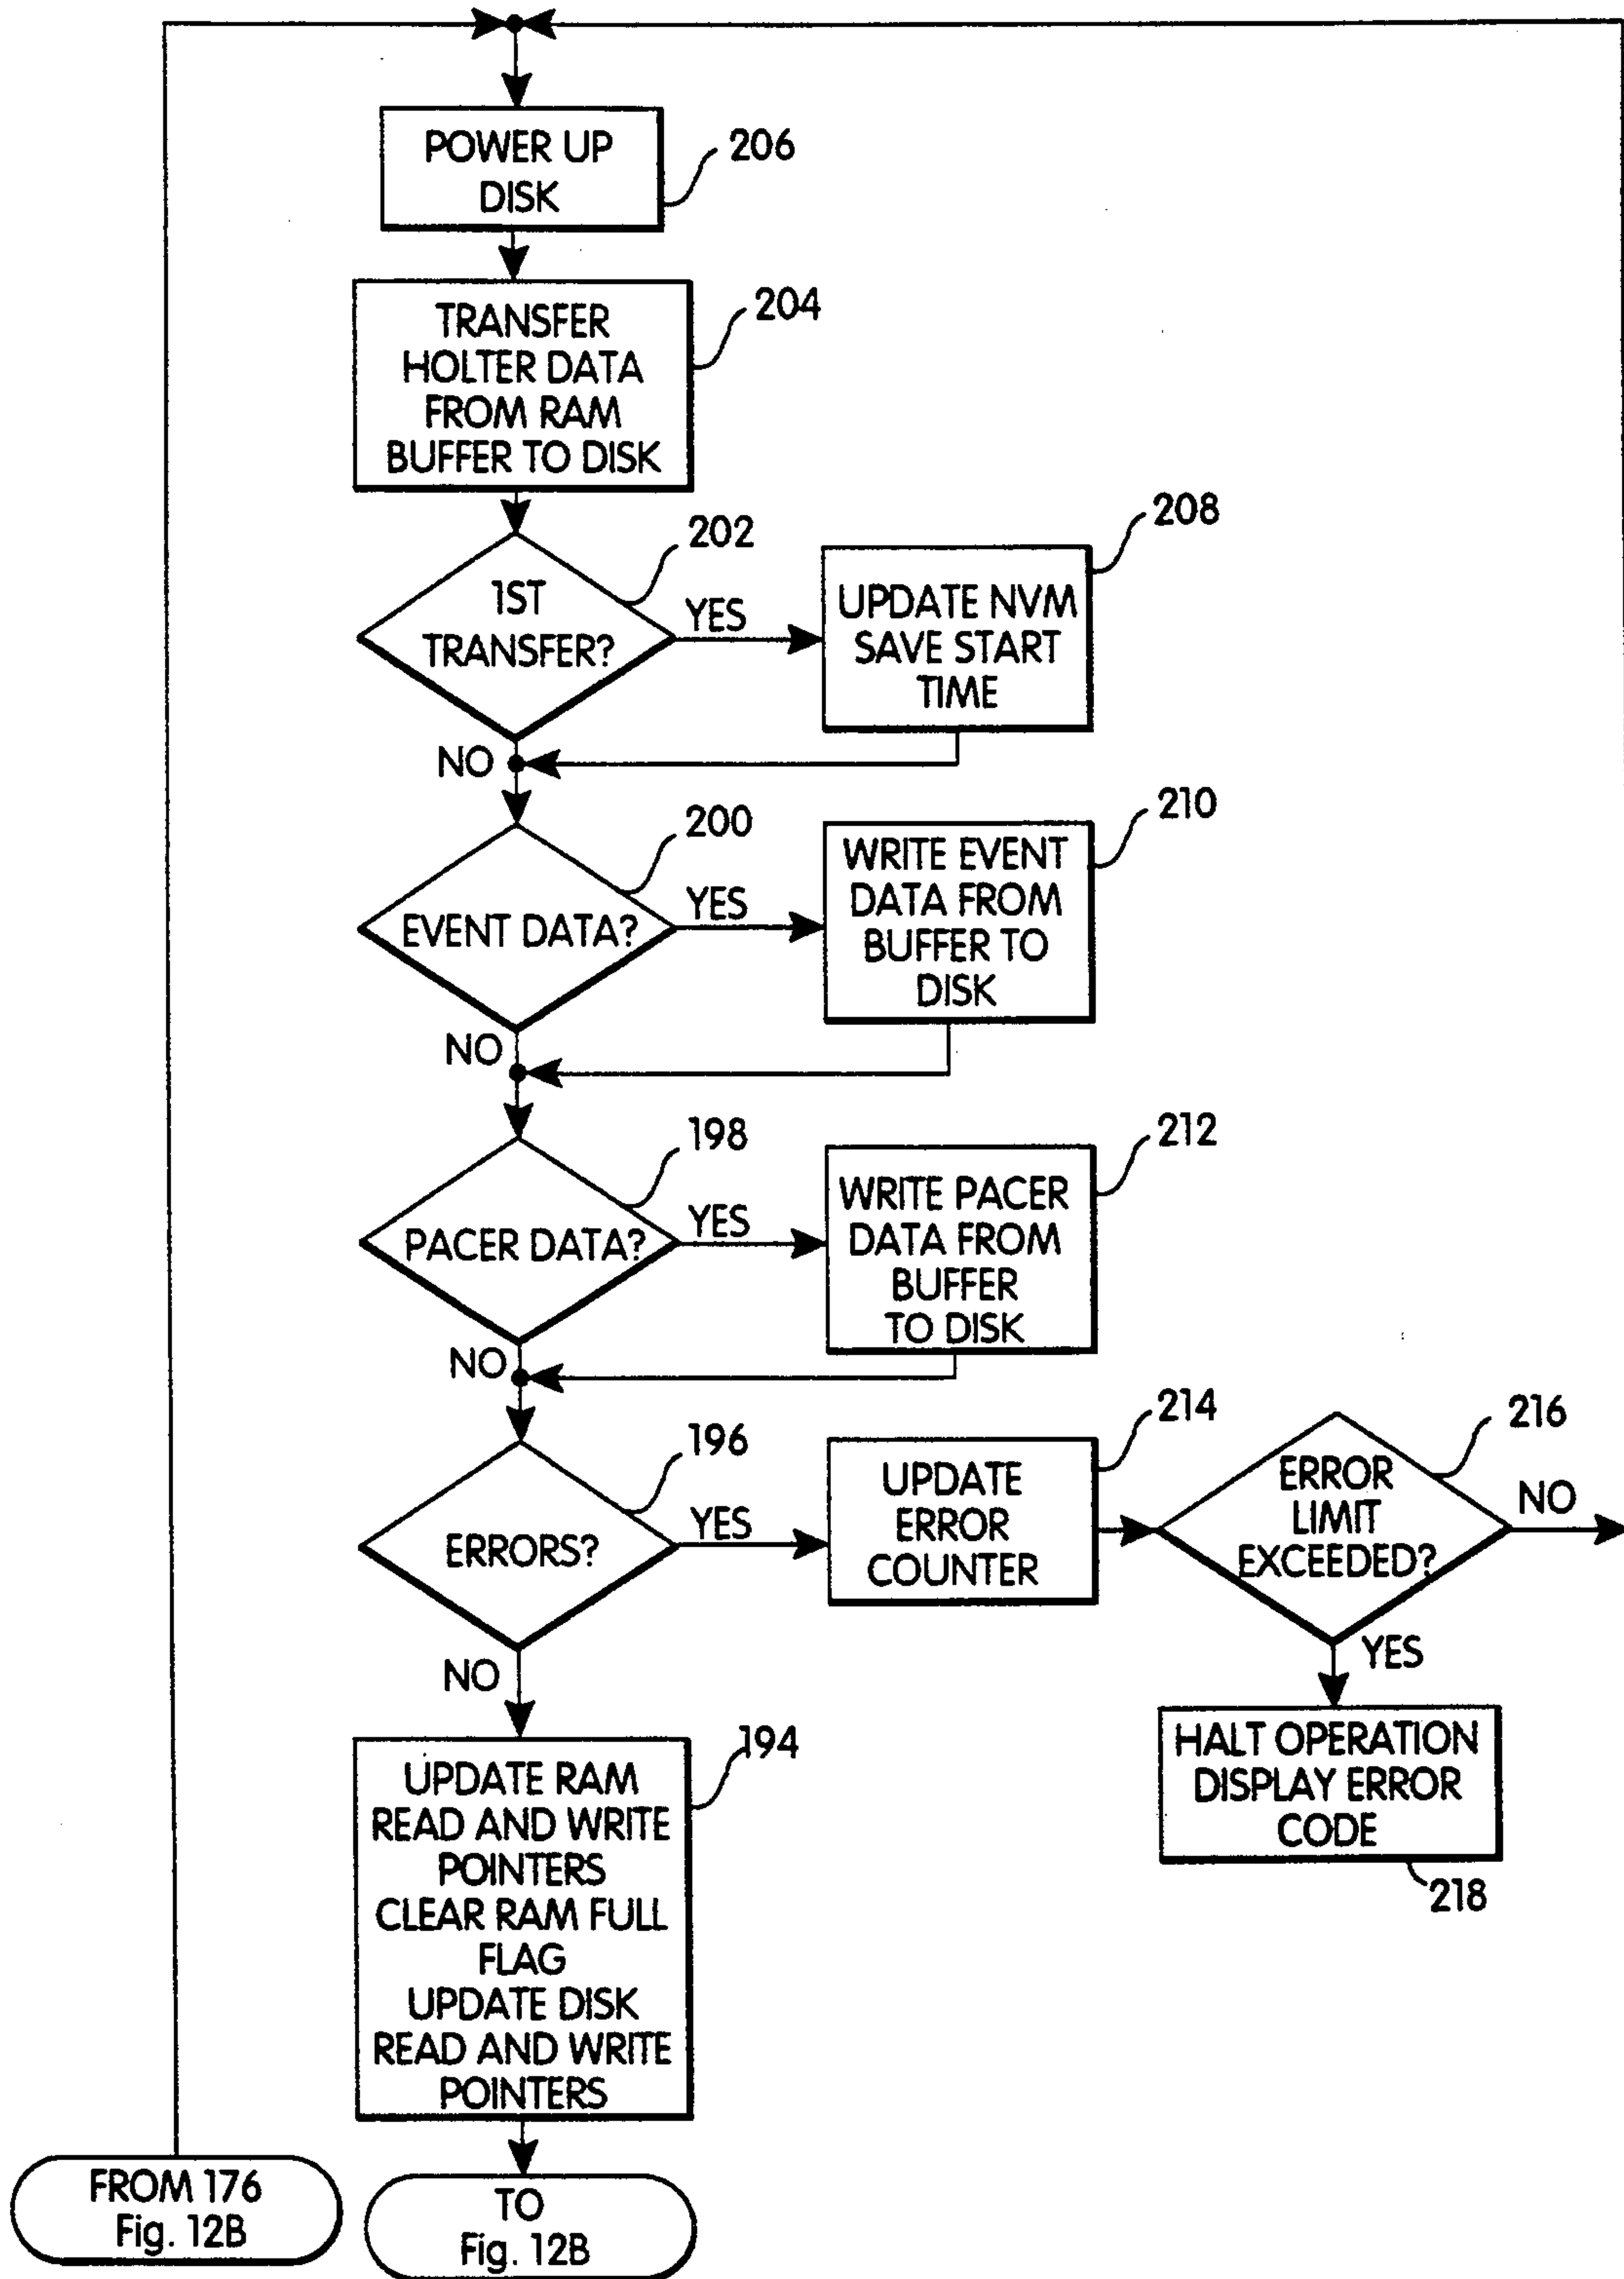 POWER UP
DISK
206
TRANSFER
HOLTER DATA
FROM RAM
BUFFER TO DISK
204
1ST
TRANSFER?
202
YES
UPDATE NVM
SAVE START
TIME
208
NO
EVENT DATA?
200
YES
WRITE EVENT
DATA FROM
BUFFER TO
DISK
210
NO
PACER DATA?
198
YES
WRITE PACER
DATA FROM
BUFFER
TO DISK
212
NO
ERRORS?
196
YES
UPDATE
ERROR
COUNTER
214
ERROR
LIMIT
EXCEEDED?
216
NO
YES
HALT OPERATION
DISPLAY ERROR
CODE
218
NO
UPDATE RAM
READ AND WRITE
POINTERS
CLEAR RAM FULL
FLAG
UPDATE DISK
READ AND WRITE
POINTERS
194
FROM 176
Fig. 12B
TO
Fig. 12B